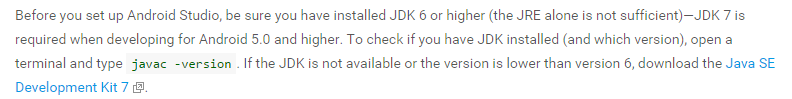 Before you set up Android Studio, be sure you have installed JDK 6 or higher (the JRE alone is not sufficient)—JDK 7 is
required when developing for Android 5.0 and higher. To check if you have JDK installed (and which version), open a
terminal and type javac -version . If the JDK is not available or the version is lower than version 6, download the Java SE
Development Kit 7 .